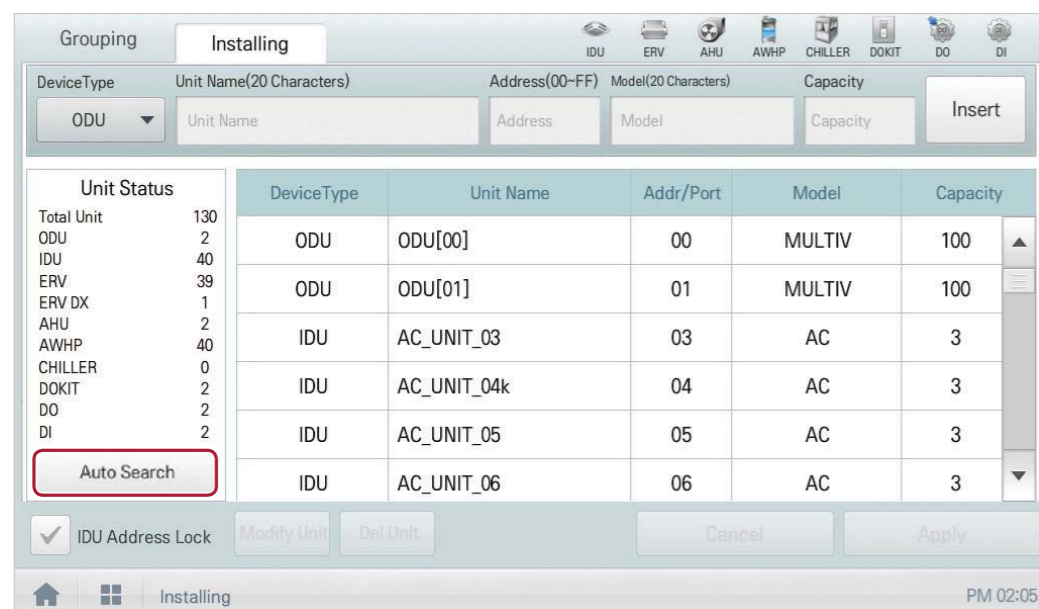 Grouping Installing IDU ERV AHU AWHP CHILLER DOKIT DO DI
DeviceType Unit Name(20 Characters) Address(00~FF) Model(20 Characters) Capacity
ODU Unit Name Address Model Capacity Insert
Unit Status
Total Unit 130
ODU 2
IDU 40
ERV 39
ERV DX 1
AHU 2
AWHP 40
CHILLER 0
DOKIT 2
DO 2
DI 2
Auto Search
DeviceType Unit Name Addr/Port Model Capacity
ODU ODU[00] 00 MULTIV 100
ODU ODU[01] 01 MULTIV 100
IDU AC_UNIT_03 03 AC 3
IDU AC_UNIT_04k 04 AC 3
IDU AC_UNIT_05 05 AC 3
IDU AC_UNIT_06 06 AC 3
IDU Address Lock Modify Unit Del Unit Cancel Apply
Installing PM 02:05